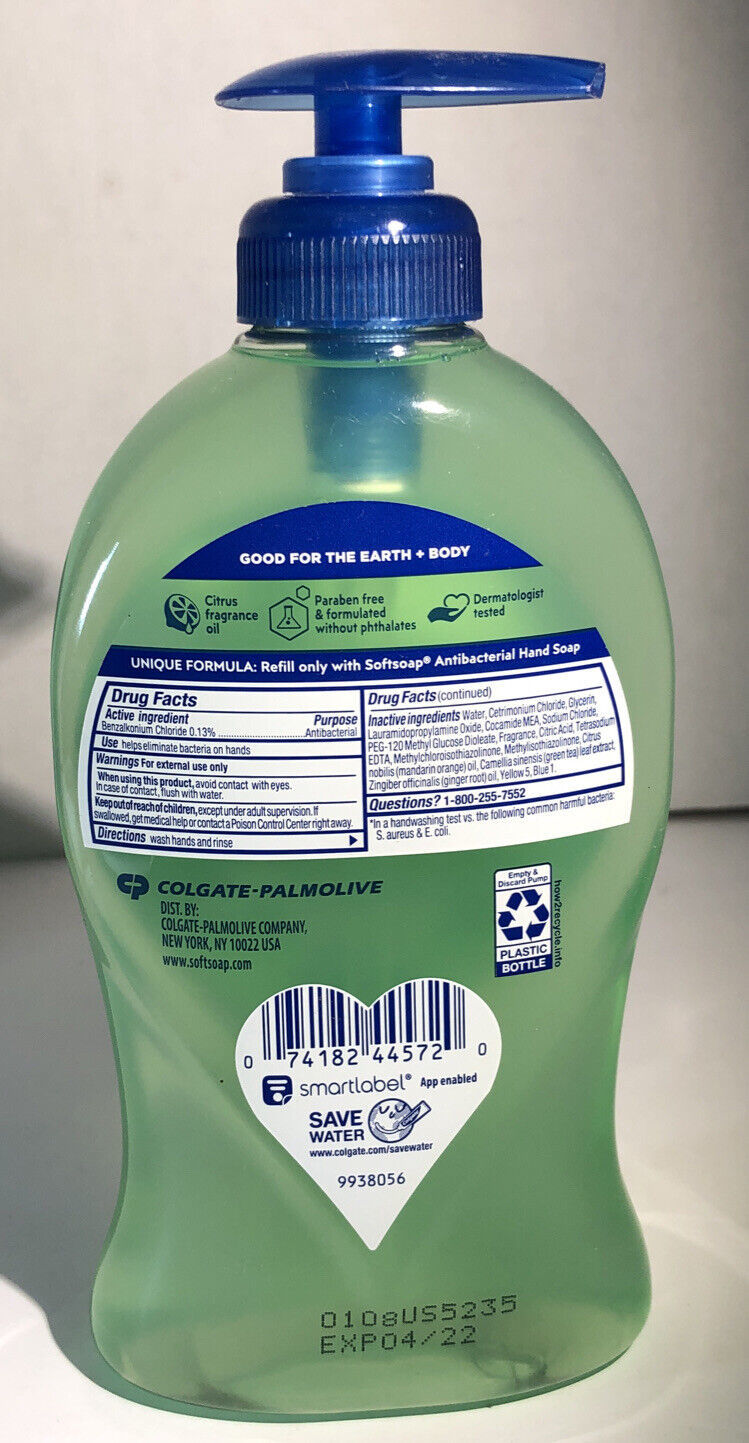 GOOD FOR THE EARTH + BODY
Citrus
fragrance
oil
Paraben free
& formulated
without phthalates
Dermatologist
tested
UNIQUE FORMULA: Refill only with Softsoap® Antibacterial Hand Soap
Drug Facts
Active ingredient Purpose
Benzalkonium Chloride 0.13% Antibacterial
Use helps eliminate bacteria on hands
Warnings For external use only
When using this product, avoid contact with eyes.
In case of contact, flush with water.
Keep out of reach of children, except under adult supervision. If
swallowed, get medical help or contact a Poison Control Center right away.
Directions wash hands and rinse
Drug Facts (continued)
Inactive ingredients Water, Cetrimonium Chloride, Glycerin,
Lauramidopropylamine Oxide, Cocamide MEA, Sodium Chloride,
PEG-120 Methyl Glucose Dioleate, Fragrance, Citric Acid, Tetrasodium
EDTA, Methylchloroisothiazolinone, Methylisothiazolinone, Citrus
nobilis (mandarin orange) oil, Camellia sinensis (green tea) leaf extract,
Zingiber officinalis (ginger root) oil, Yellow 5, Blue 1.
Questions? 1-800-255-7552
*In a handwashing test vs. the following common harmful bacteria:
S. aureus & E. coli.
CP COLGATE-PALMOLIVE
DIST. BY:
COLGATE-PALMOLIVE COMPANY,
NEW YORK, NY 10022 USA
www.softsoap.com
Empty &
Discard Pump
PLASTIC
BOTTLE
how2recycle.info
0 74182 44572 0
smartlabel® App enabled
SAVE
WATER
www.colgate.com/savewater
9938056
0108US5235
EXP04/22